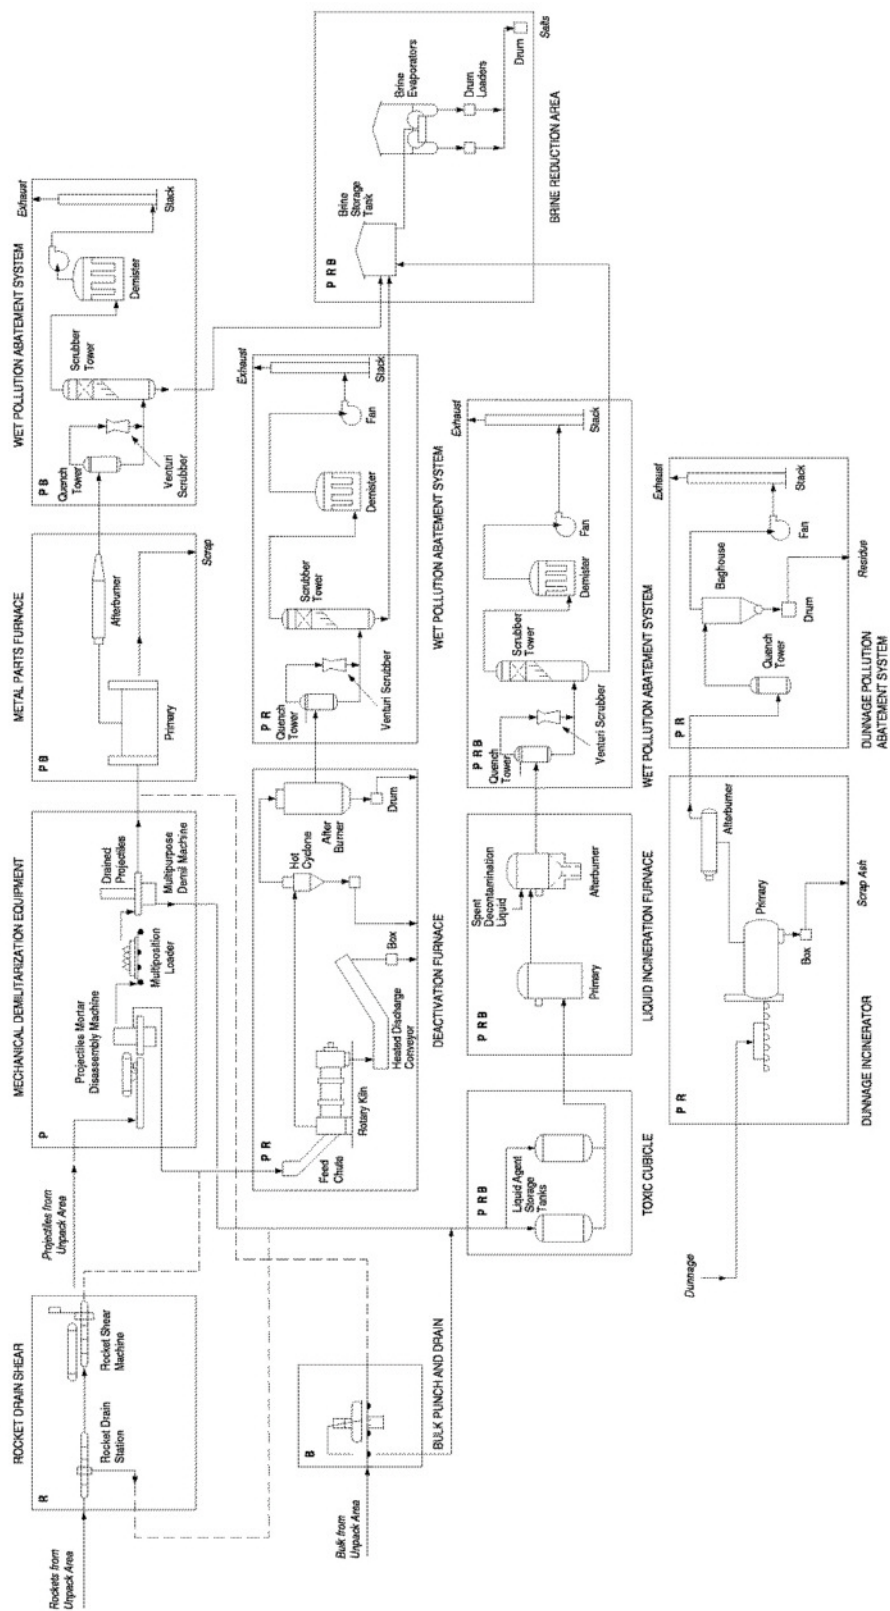 ROCKET DRAIN SHEAR
R
Rockets from
Unpack Area
Rocket Drain
Station
Rocket Shear
Machine
Projectiles from
Unpack Area
MECHANICAL DEMILITARIZATION EQUIPMENT
P
Projectiles Mortar
Disassembly Machine
Multiposition
Loader
Drained
Projectiles
Multipurpose
Demil Machine
METAL PARTS FURNACE
P B
Primary
Afterburner
Scrap
WET POLLUTION ABATEMENT SYSTEM
P B
Quench
Tower
Venturi
Scrubber
Scrubber
Tower
Demister
Stack
Exhaust
B
Bulk from
Unpack Area
BULK PUNCH AND DRAIN
P R
Feed
Chute
Rotary Kiln
Heated Discharge
Conveyor
Box
Hot
Cyclone
After
Burner
Drum
DEACTIVATION FURNACE
P R
Quench
Tower
Venturi Scrubber
Scrubber
Tower
Demister
Fan
Stack
Exhaust
WET POLLUTION ABATEMENT SYSTEM
P R B
Brine
Storage
Tank
Brine
Evaporators
Drum
Loaders
Drum
Salts
BRINE REDUCTION AREA
P R B
Liquid Agent
Storage
Tanks
TOXIC CUBICLE
P R B
Primary
Spent
Decontamination
Liquid
Afterburner
LIQUID INCINERATION FURNACE
P R B
Quench
Tower
Venturi Scrubber
Scrubber
Tower
Demister
Fan
Stack
Exhaust
WET POLLUTION ABATEMENT SYSTEM
Dunnage
P R
Primary
Box
Afterburner
Scrap Ash
DUNNAGE INCINERATOR
P R
Quench
Tower
Baghouse
Drum
Fan
Stack
Exhaust
Residue
DUNNAGE POLLUTION
ABATEMENT SYSTEM